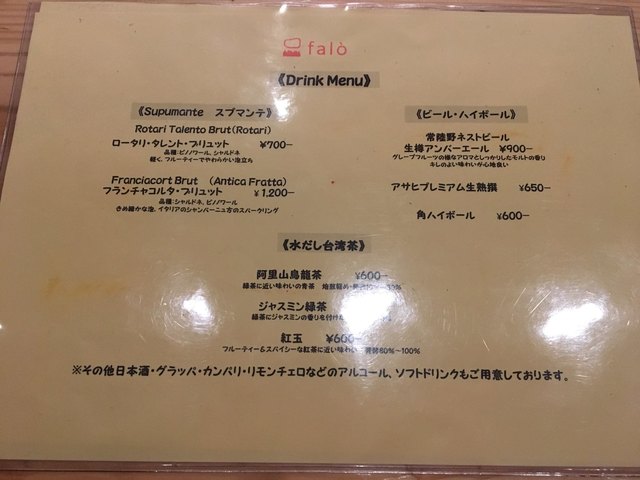 falò
《Drink Menu》
《Supumante スプマンテ》
Rotari Talento Brut(Rotari)
ロータリ・タレント・ブリュット ¥700-
品種:ピノワール、シャルドネ
軽く、フルーティーでやわらかい泡立ち
Franciacort Brut (Antica Fratta)
フランチャコルタ・ブリュット ¥1,200-
品種:シャルドネ、ピノワール
きめ細かな泡、イタリアのシャンパーニュ方のスパークリング
《ビール・ハイボール》
常陸野ネストビール
生樽アンバーエール ¥900-
グレープフルーツの様なアロマとしっかりしたモルトの香り
キレのよい味わいが心地良い
アサヒプレミアム生熟撰 ¥650-
角ハイボール ¥600-
《水だし台湾茶》
阿里山烏龍茶 ¥600-
緑茶に近い味わいの青茶
ジャスミン緑茶
緑茶にジャスミンの香りを付けた
紅玉 ¥600-
フルーティー&スパイシーな紅茶に近い味わい 発酵80%～100%
※その他日本酒・グラッパ・カンパリ・リモンチェロなどのアルコール、ソフトドリンクもご用意しております。